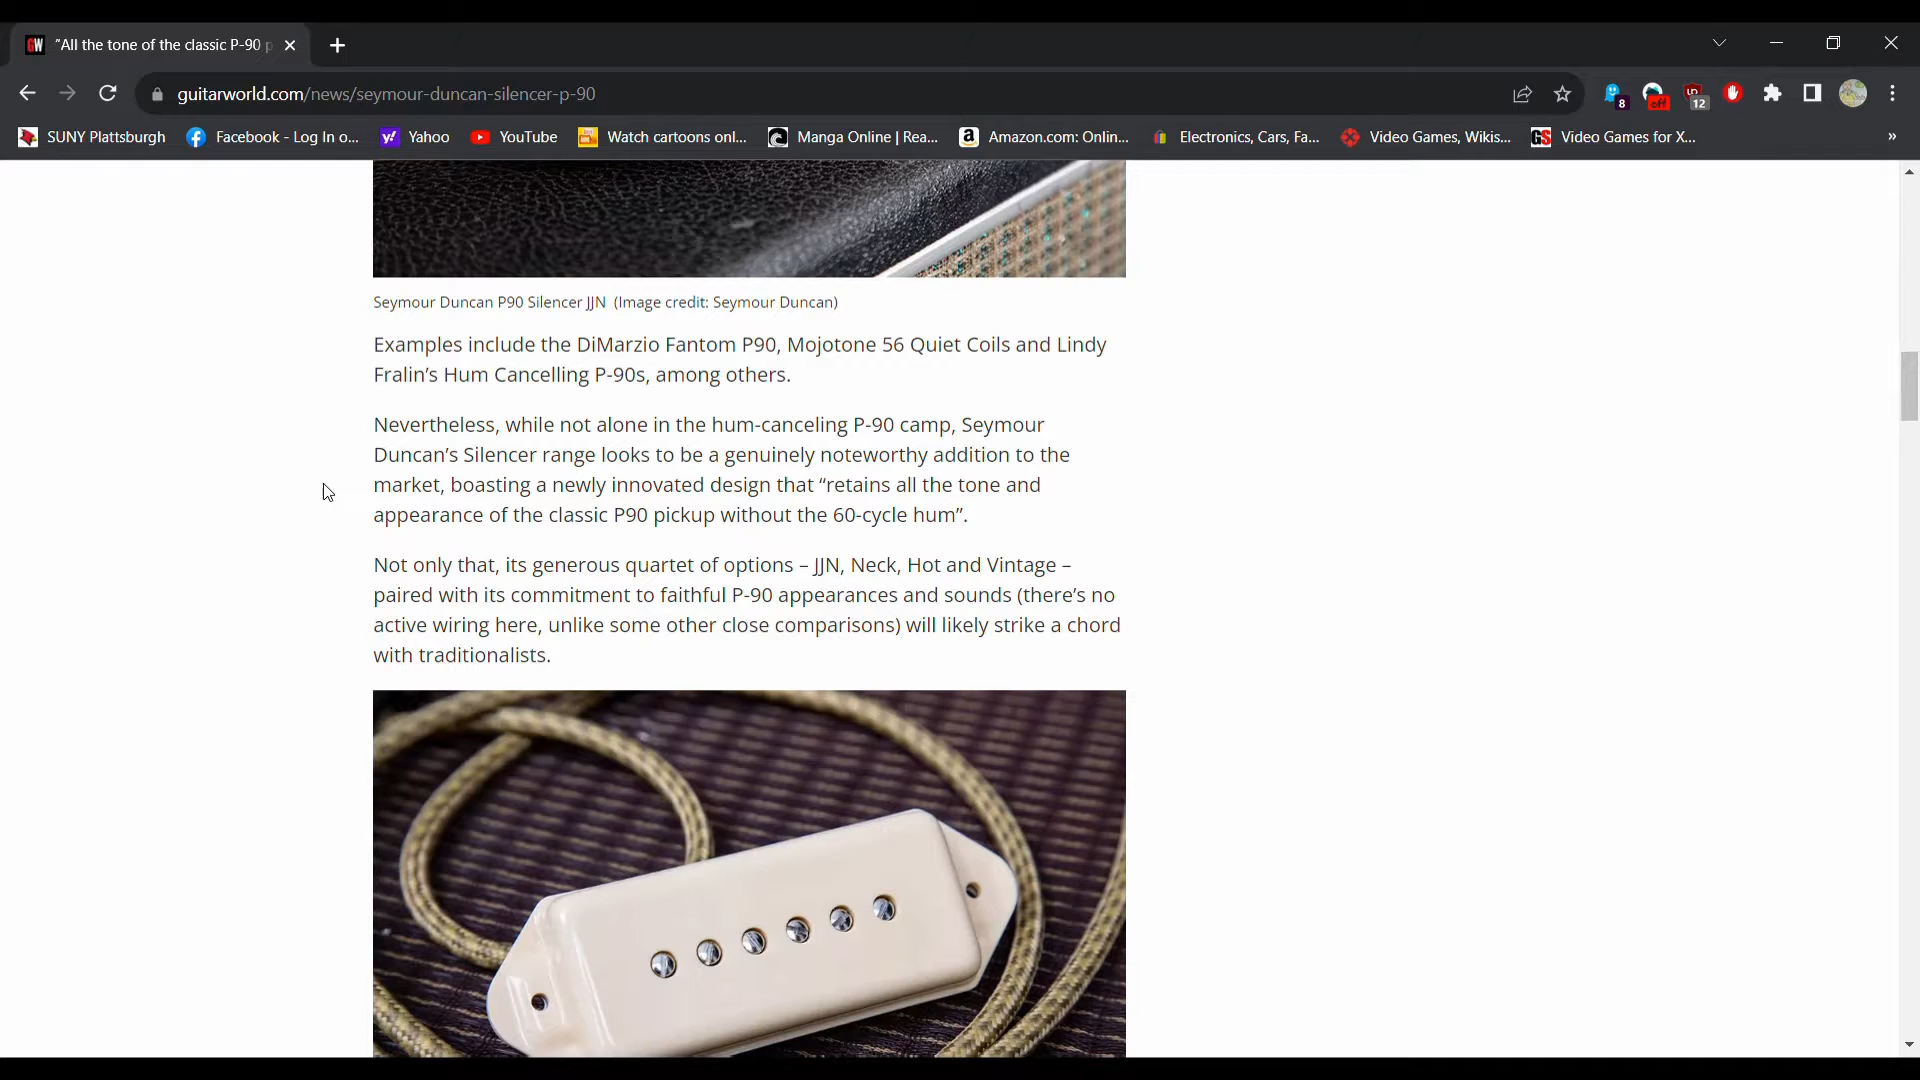 GW "All the tone of the classic P-90 p
guitarworld.com/news/seymour-duncan-silencer-p-90
8 off 12
SUNY Plattsburgh Facebook - Log In o... Yahoo YouTube Watch cartoons onl... Manga Online | Rea... Amazon.com: Onlin... Electronics, Cars, Fa... Video Games, Wikis... GS Video Games for X... »
Seymour Duncan P90 Silencer JJN (Image credit: Seymour Duncan)
Examples include the DiMarzio Fantom P90, Mojotone 56 Quiet Coils and Lindy
Fralin’s Hum Cancelling P-90s, among others.
Nevertheless, while not alone in the hum-canceling P-90 camp, Seymour
Duncan’s Silencer range looks to be a genuinely noteworthy addition to the
market, boasting a newly innovated design that “retains all the tone and
appearance of the classic P90 pickup without the 60-cycle hum”.
Not only that, its generous quartet of options – JJN, Neck, Hot and Vintage –
paired with its commitment to faithful P-90 appearances and sounds (there’s no
active wiring here, unlike some other close comparisons) will likely strike a chord
with traditionalists.